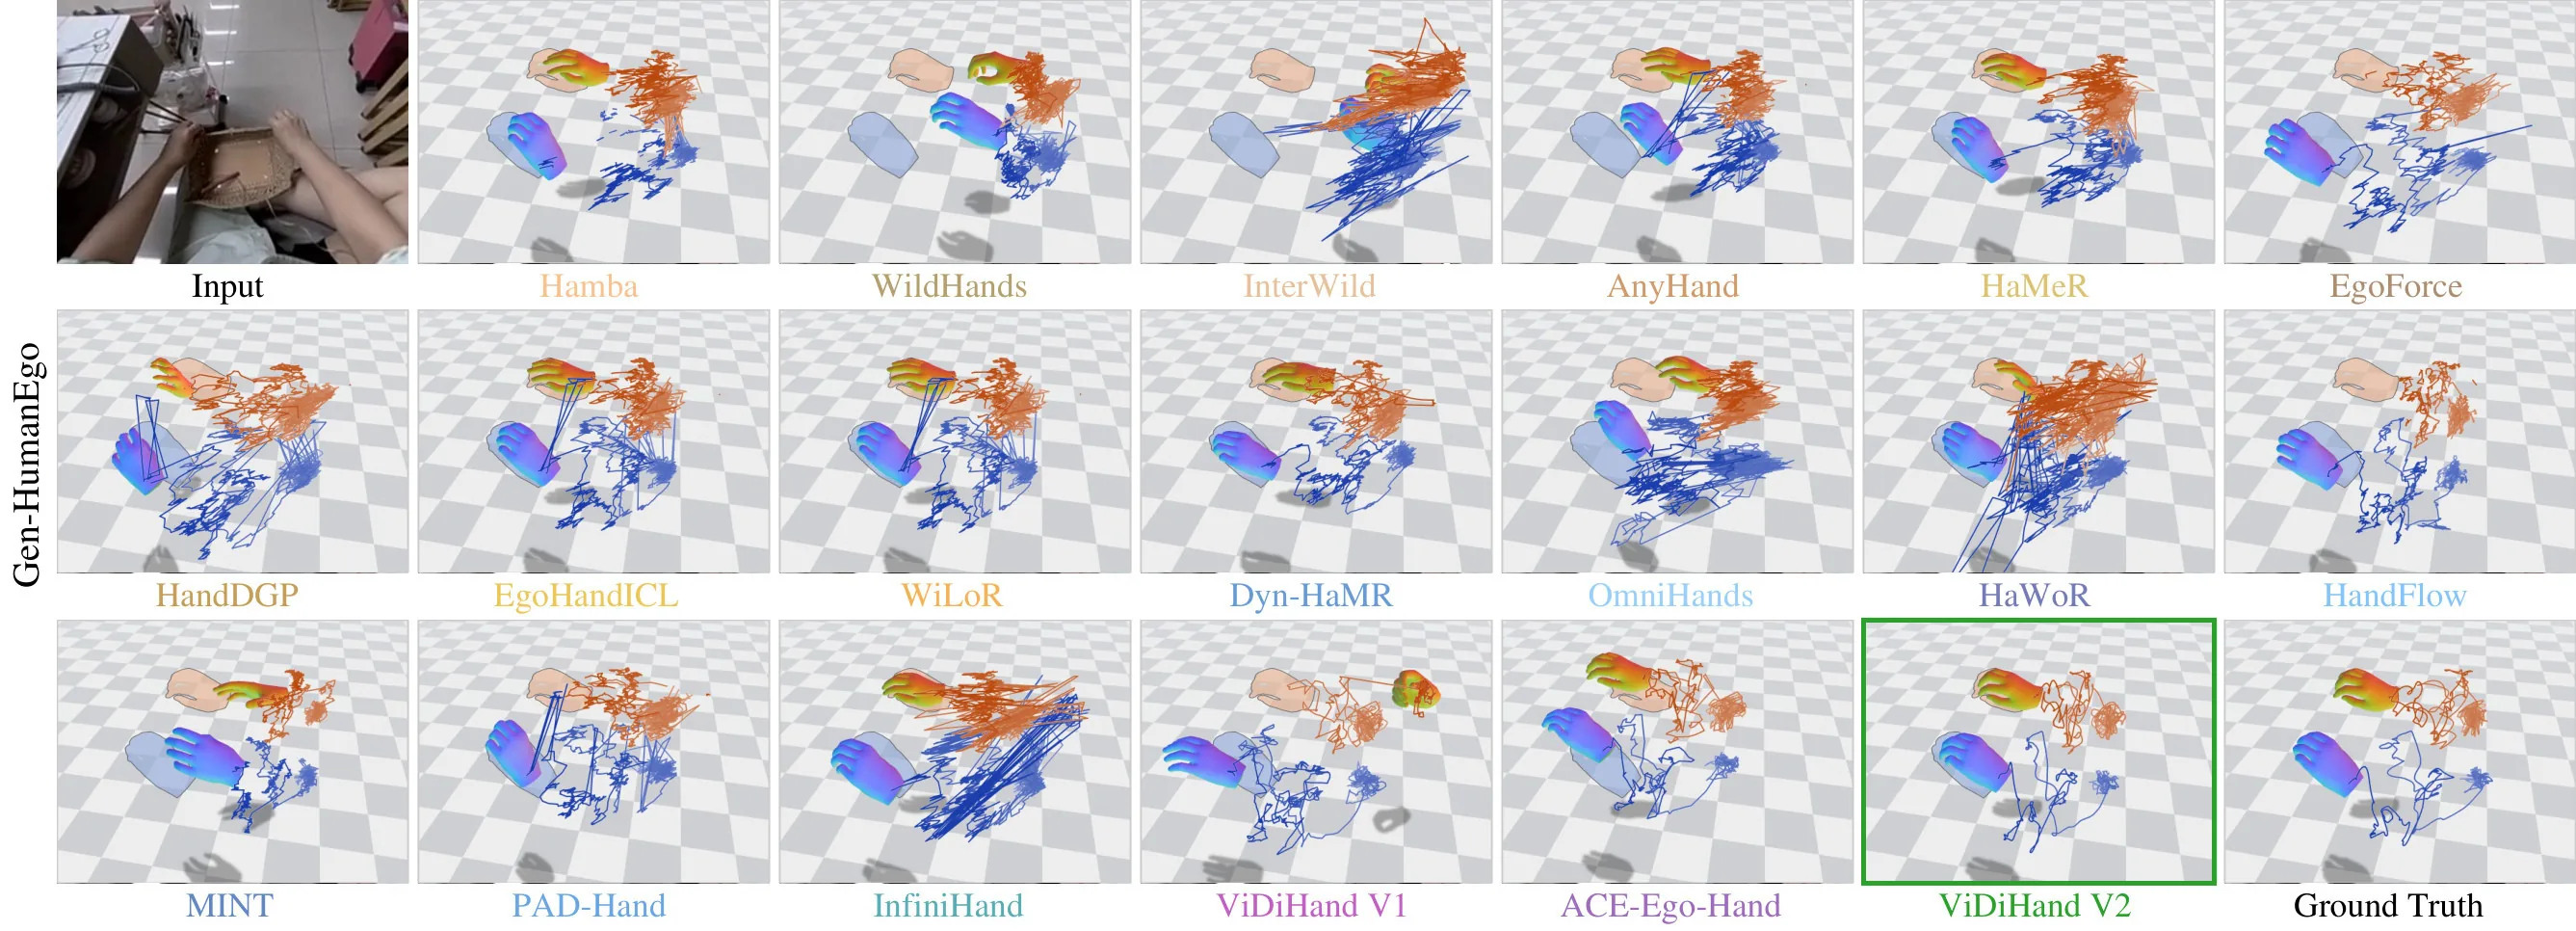 Input
Hamba
WildHands
InterWild
AnyHand
HaMeR
EgoForce
Gen-HumanEgo
HandDGP
EgoHandICL
WiLoR
Dyn-HaMR
OmniHands
HaWoR
HandFlow
MINT
PAD-Hand
InfiniHand
ViDiHand V1
ACE-Ego-Hand
ViDiHand V2
Ground Truth